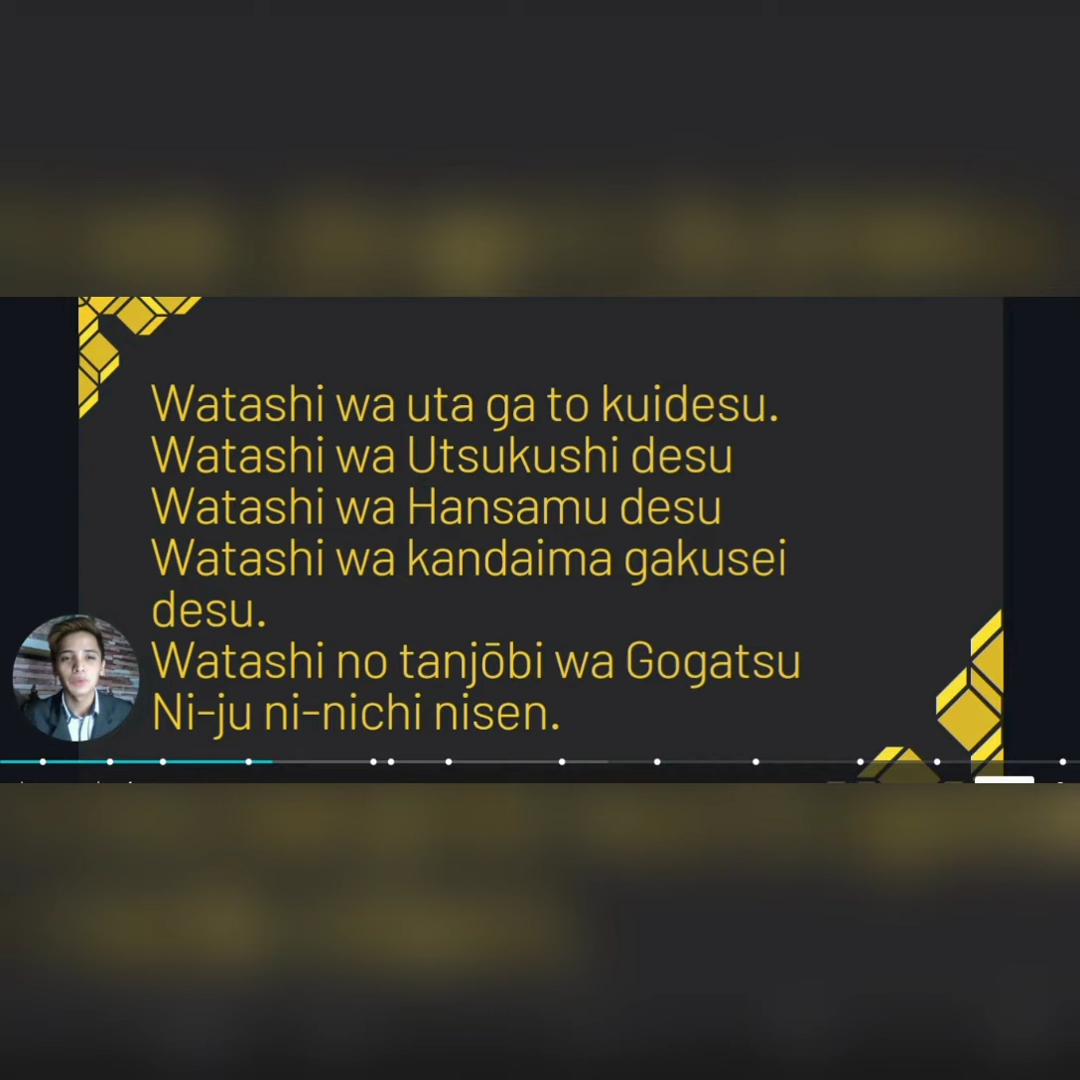 Watashi wa uta ga to kuidesu.
Watashi wa Utsukushi desu
Watashi wa Hansamu desu
Watashi wa kandaima gakusei
desu.
Watashi no tanjōbi wa Gogatsu
Ni-ju ni-nichi nisen.